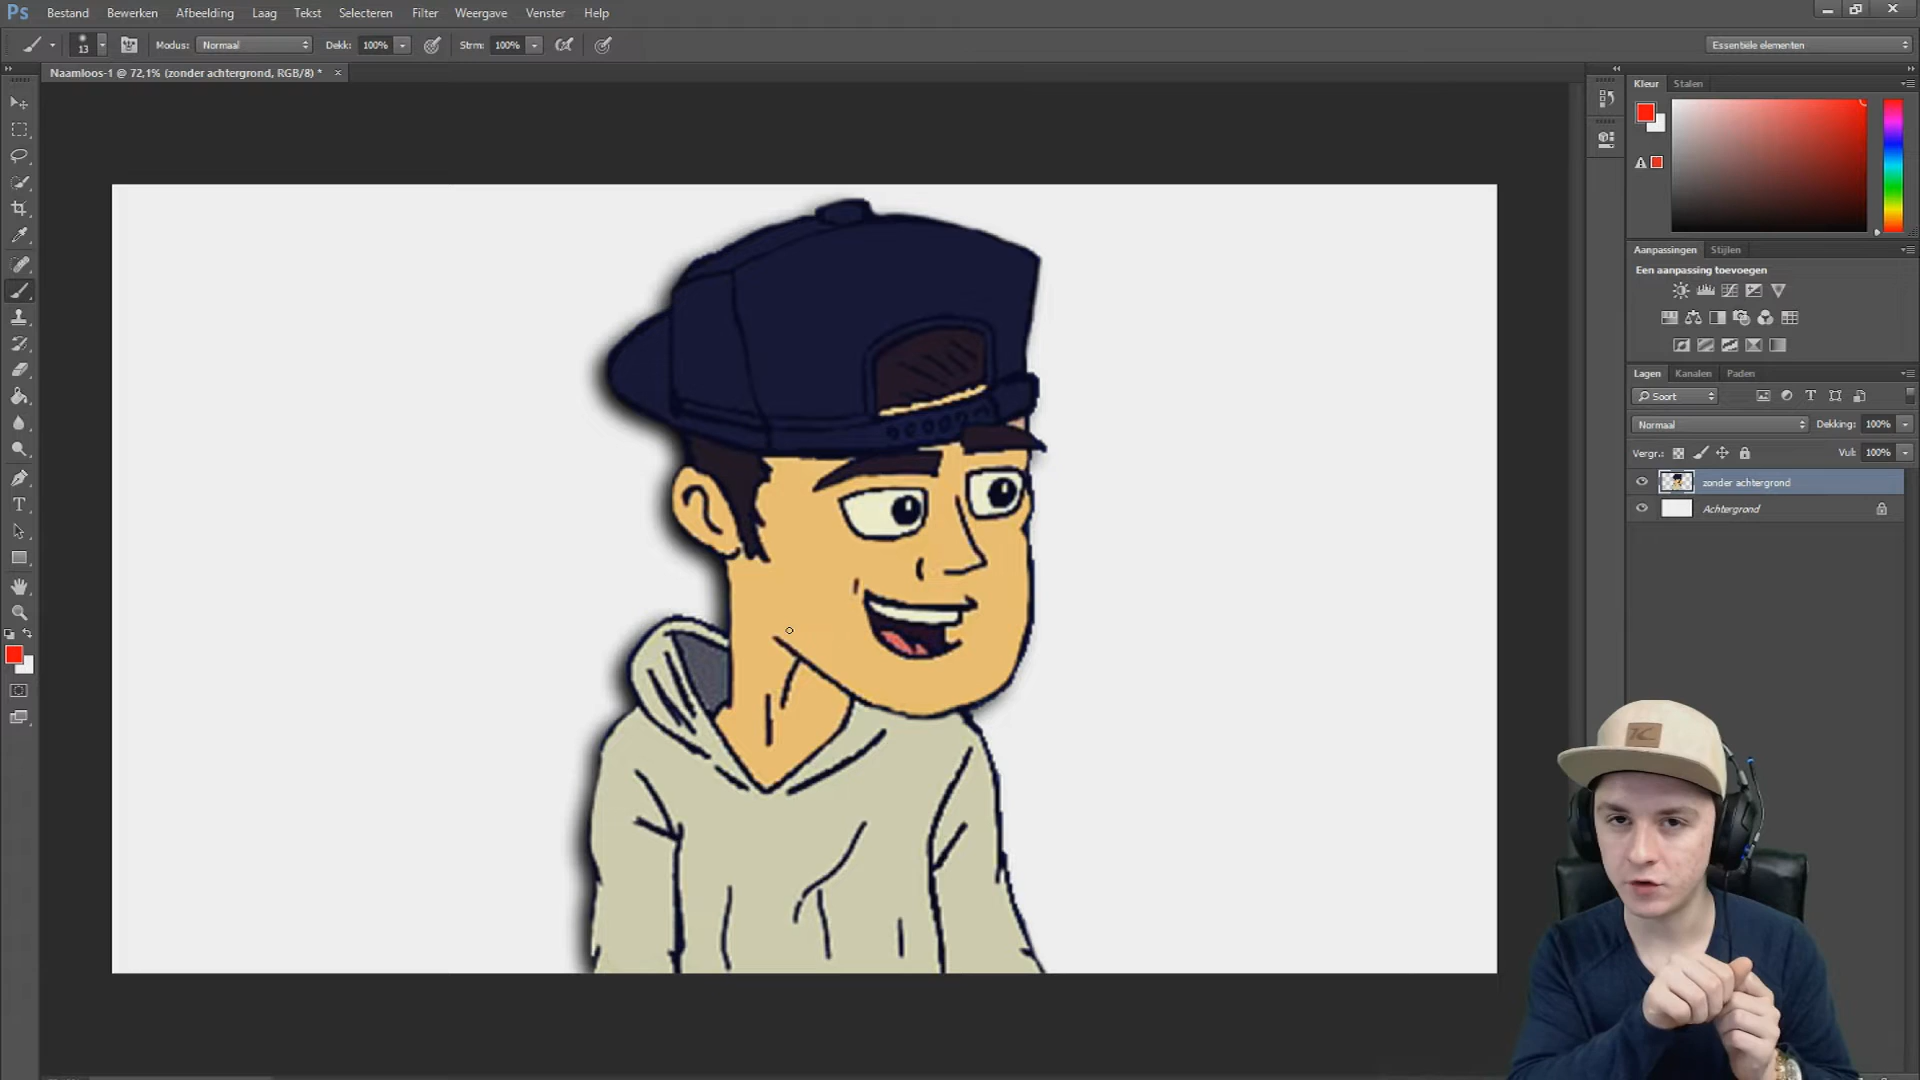 Ps Bestand Bewerken Afbeelding Laag Tekst Selecteren Filter Weergave Venster Help
13 Modus: Normaal Dekk: 100% Strm: 100% Essentiële elementen
Naamloos-1 @ 72,1% (zonder achtergrond, RGB/8) * ×
Kleur Stalen
Aanpassingen Stijlen
Een aanpassing toevoegen
Lagen Kanalen Paden
Soort
Normaal Dekking: 100%
Vergr.: Vul: 100%
zonder achtergrond
Achtergrond
TC